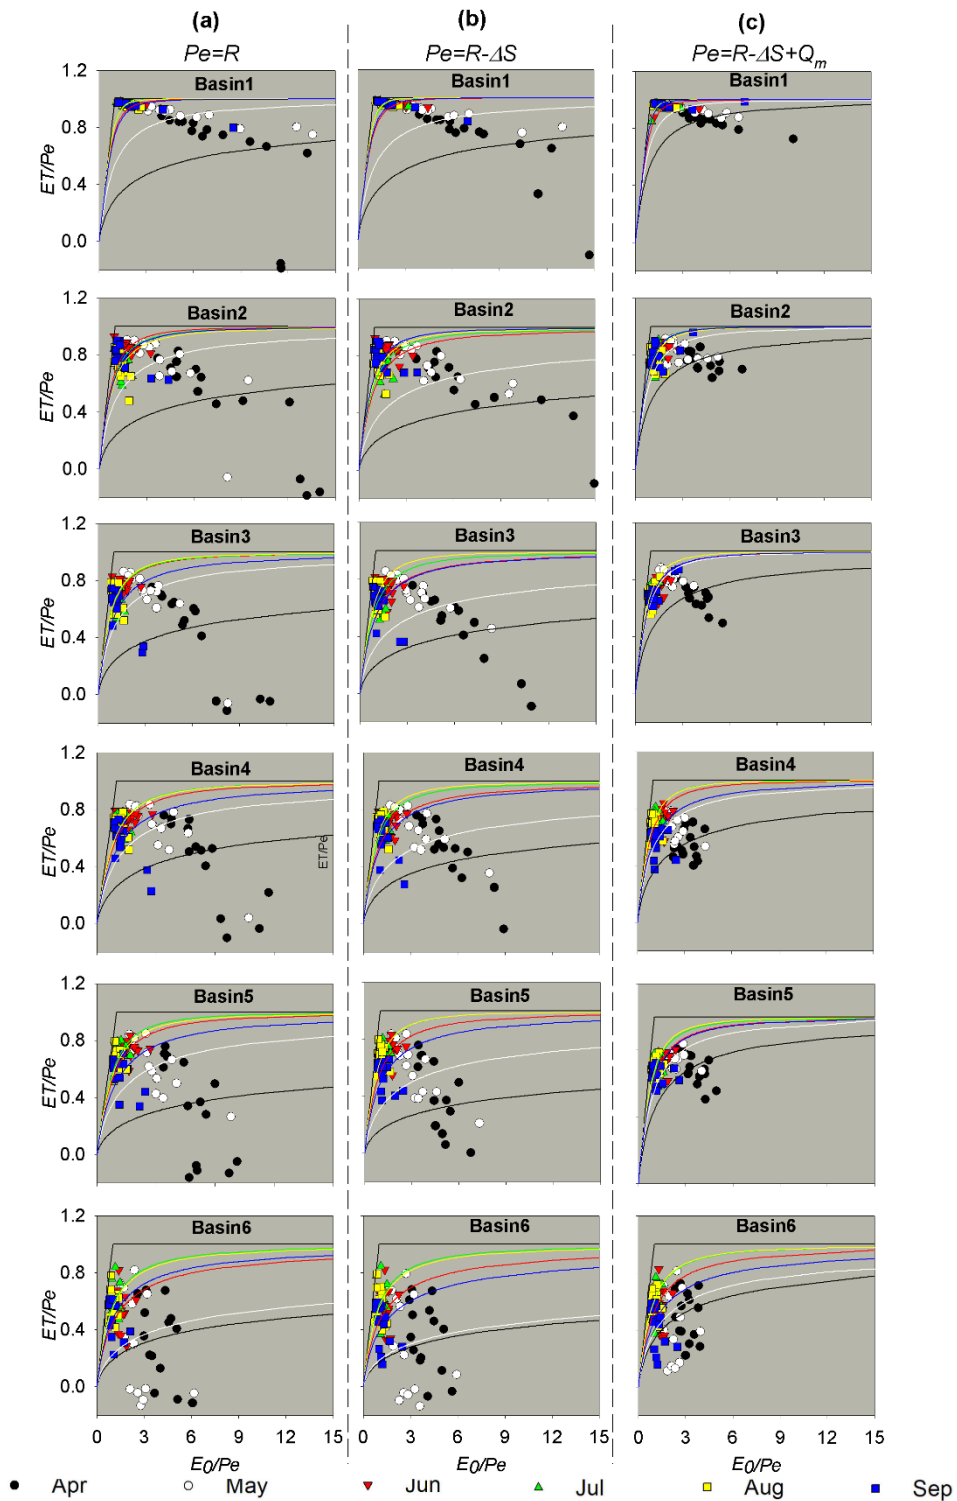 (a) (b) (c)
Pe=R Pe=R-ΔS Pe=R-ΔS+Qm
1.2 Basin1 Basin1 Basin1
0.8
ET/Pe
0.4
0.0
1.2 Basin2 Basin2 Basin2
0.8
ET/Pe
0.4
0.0
1.2 Basin3 Basin3 Basin3
0.8
ET/Pe
0.4
0.0
1.2 Basin4 Basin4 Basin4
0.8
ET/Pe ET/Pe
0.4
0.0
1.2 Basin5 Basin5 Basin5
0.8
ET/Pe
0.4
0.0
1.2 Basin6 Basin6 Basin6
0.8
ET/Pe
0.4
0.0
0 3 6 9 12 15 0 3 6 9 12 15 0 3 6 9 12 15
E0/Pe E0/Pe E0/Pe
Apr May Jun Jul Aug Sep